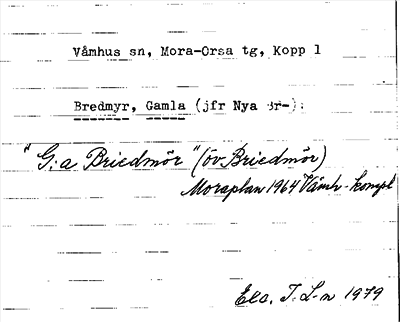 Våmhus sn, Mora-Orsa tg, Kopp 1
Bredmyr, Gamla (jfr Nya Br-):
"G:a Briedmör" (öv. Briedmör)
Moraplan 1964 Våmh-kompl
Exc. T. L-m 1979